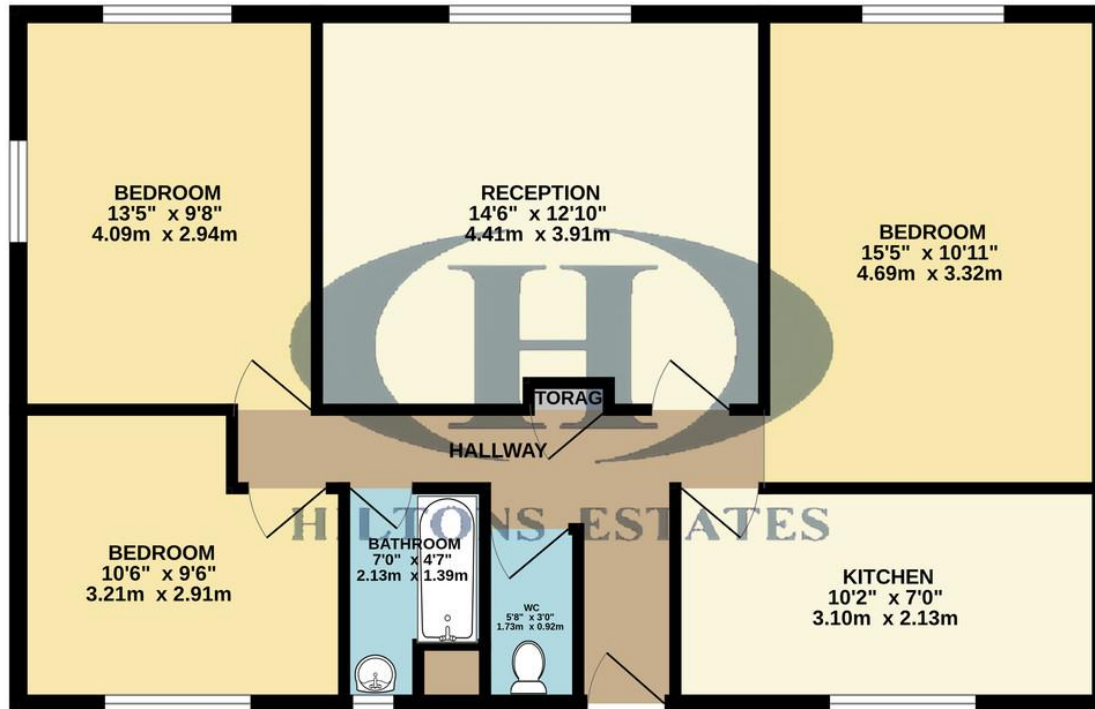 BEDROOM
13'5" x 9'8"
4.09m x 2.94m
RECEPTION
14'6" x 12'10"
4.41m x 3.91m
BEDROOM
15'5" x 10'11"
4.69m x 3.32m
TORAG
HALLWAY
HILTONS ESTATES
BEDROOM
10'6" x 9'6"
3.21m x 2.91m
BATHROOM
7'0" x 4'7"
2.13m x 1.39m
WC
5'8" x 3'0"
1.73m x 0.92m
KITCHEN
10'2" x 7'0"
3.10m x 2.13m
H